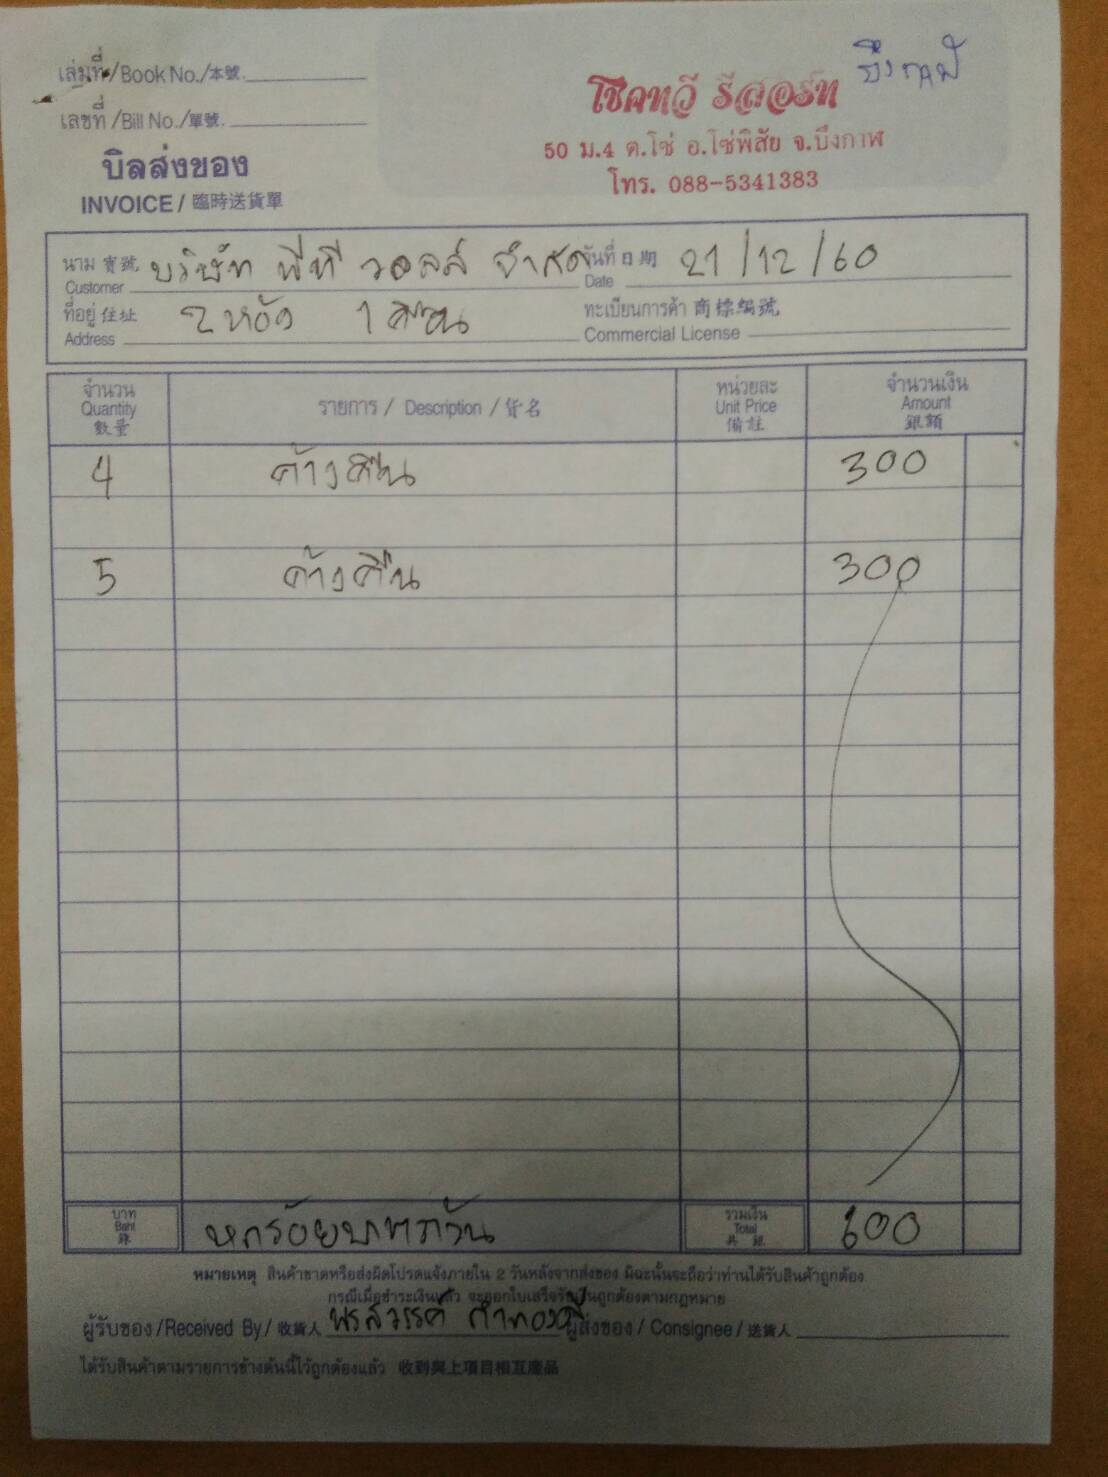 เล่มที่/Book No./本號.
บึงกาฬ
เลขที่/Bill No./單號.
โชคทวี รีสอร์ท
50 ม.4 ต.โซ่ อ.โซ่พิสัย จ.บึงกาฬ
โทร. 088-5341383
บิลส่งของ
INVOICE/臨時送貨單
นาม 寶號 บริษัท พีที วอลล์ จำกัด วันที่ 日期 21/12/60
Customer Date
ที่อยู่ 住址 2 หลัง 1 คืน ทะเบียนการค้า 商標編號
Address Commercial License
จำนวน รายการ / Description / 貨名 หน่วยละ จำนวนเงิน
Quantity Unit Price Amount
數量 備註 銀額
4 ค้างคืน 300
5 ค้างคืน 300
บาท หกร้อยบาทถ้วน รวมเงิน 600
Baht Total
銖 共銀
หมายเหตุ สินค้าขาดหรือส่งผิดโปรดแจ้งภายใน 2 วันหลังจากส่งของ มิฉะนั้นจะถือว่าท่านได้รับสินค้าถูกต้อง
กรณีเมื่อชำระเงินแล้ว จะออกใบเสร็จรับเงินถูกต้องตามกฎหมาย
ผู้รับของ/Received By/收貨人 พรสวรรค์ ผู้ส่งของ/Consignee/送貨人
ได้รับสินค้าตามรายการข้างต้นนี้ไว้ถูกต้องแล้ว 收到與上項目相互產品